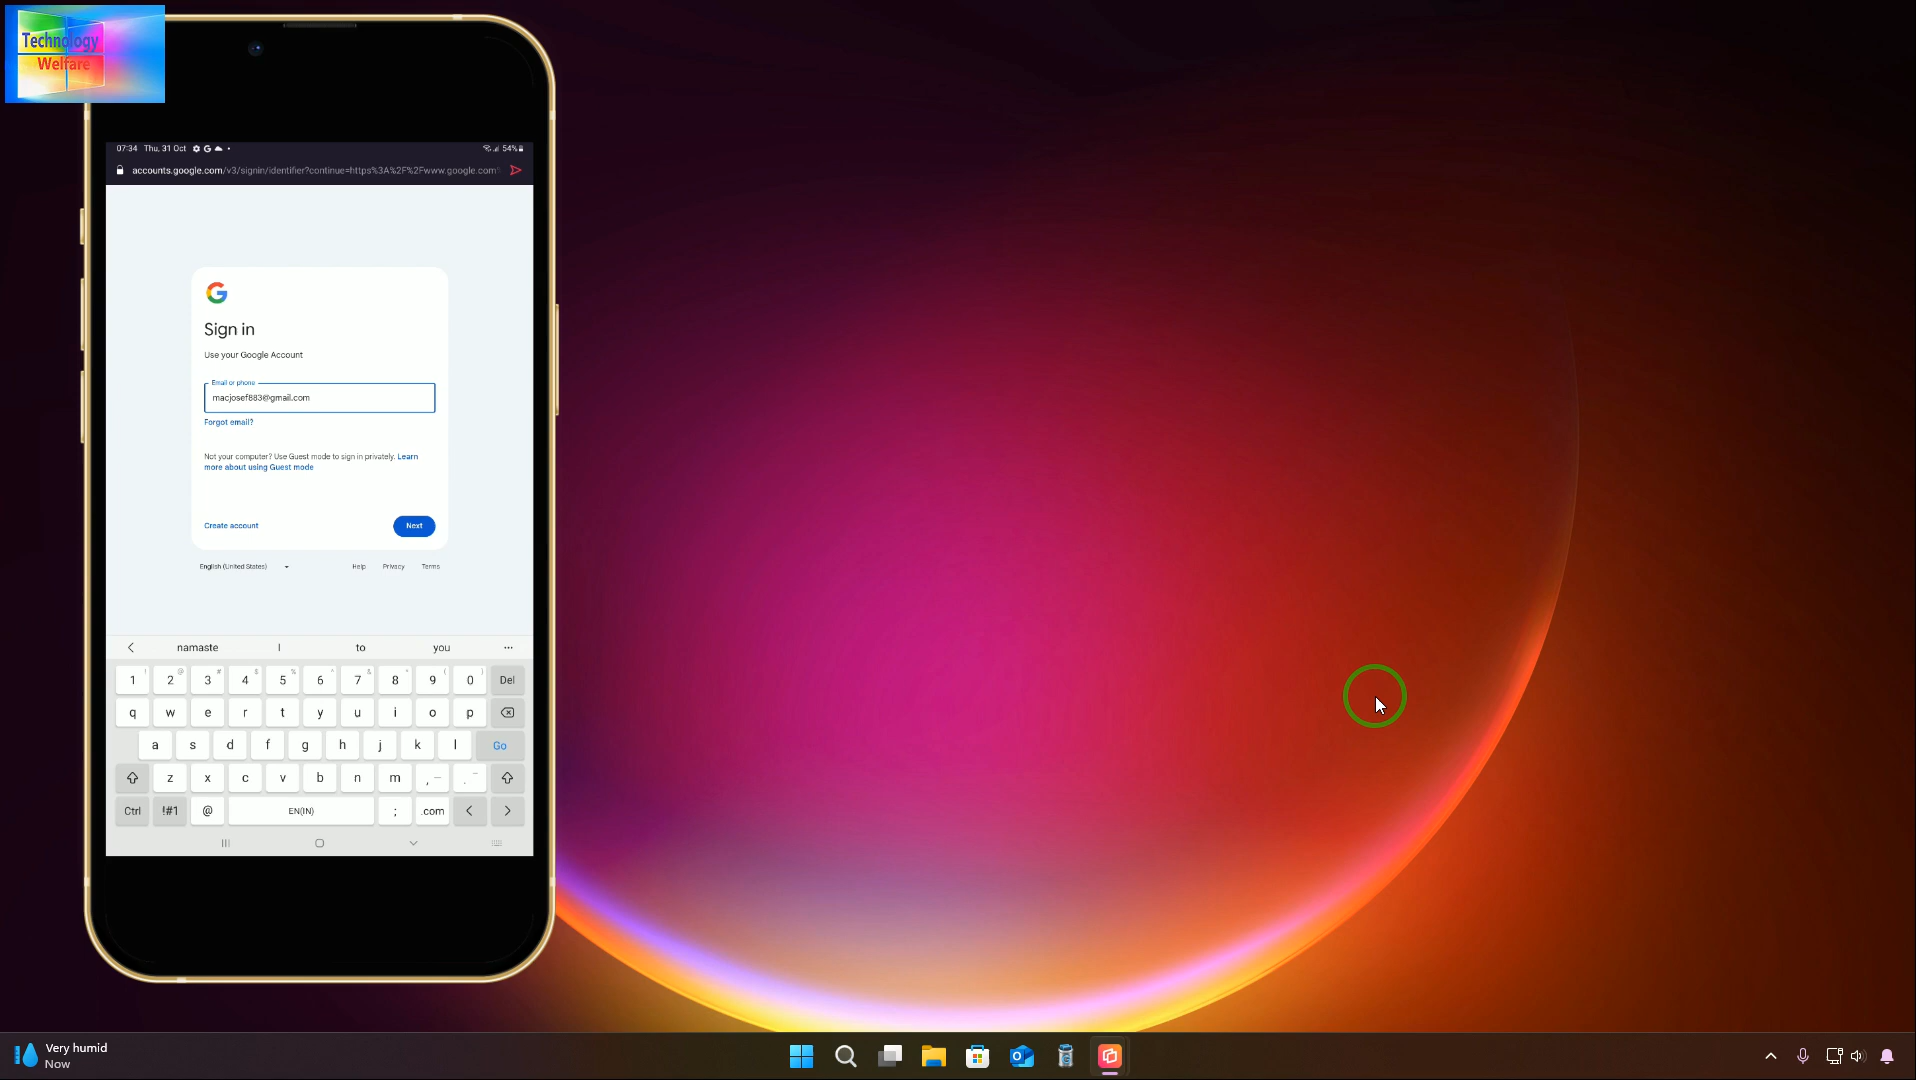 Technology
Welfare
07:34 Thu, 31 Oct
54%
accounts.google.com/v3/signin/identifier?continue=https%3A%2F%2Fwww.google.com%
Sign in
Use your Google Account
Email or phone
macjosef883@gmail.com
Forgot email?
Not your computer? Use Guest mode to sign in privately. Learn
more about using Guest mode
Create account
Next
English (United States)
Help
Privacy
Terms
namaste I to you
1 2 3 4 5 6 7 8 9 0 Del
q w e r t y u i o p
a s d f g h j k l Go
z x c v b n m , .
Ctrl !#1 @ EN(IN) ; .com < >
Very humid
Now